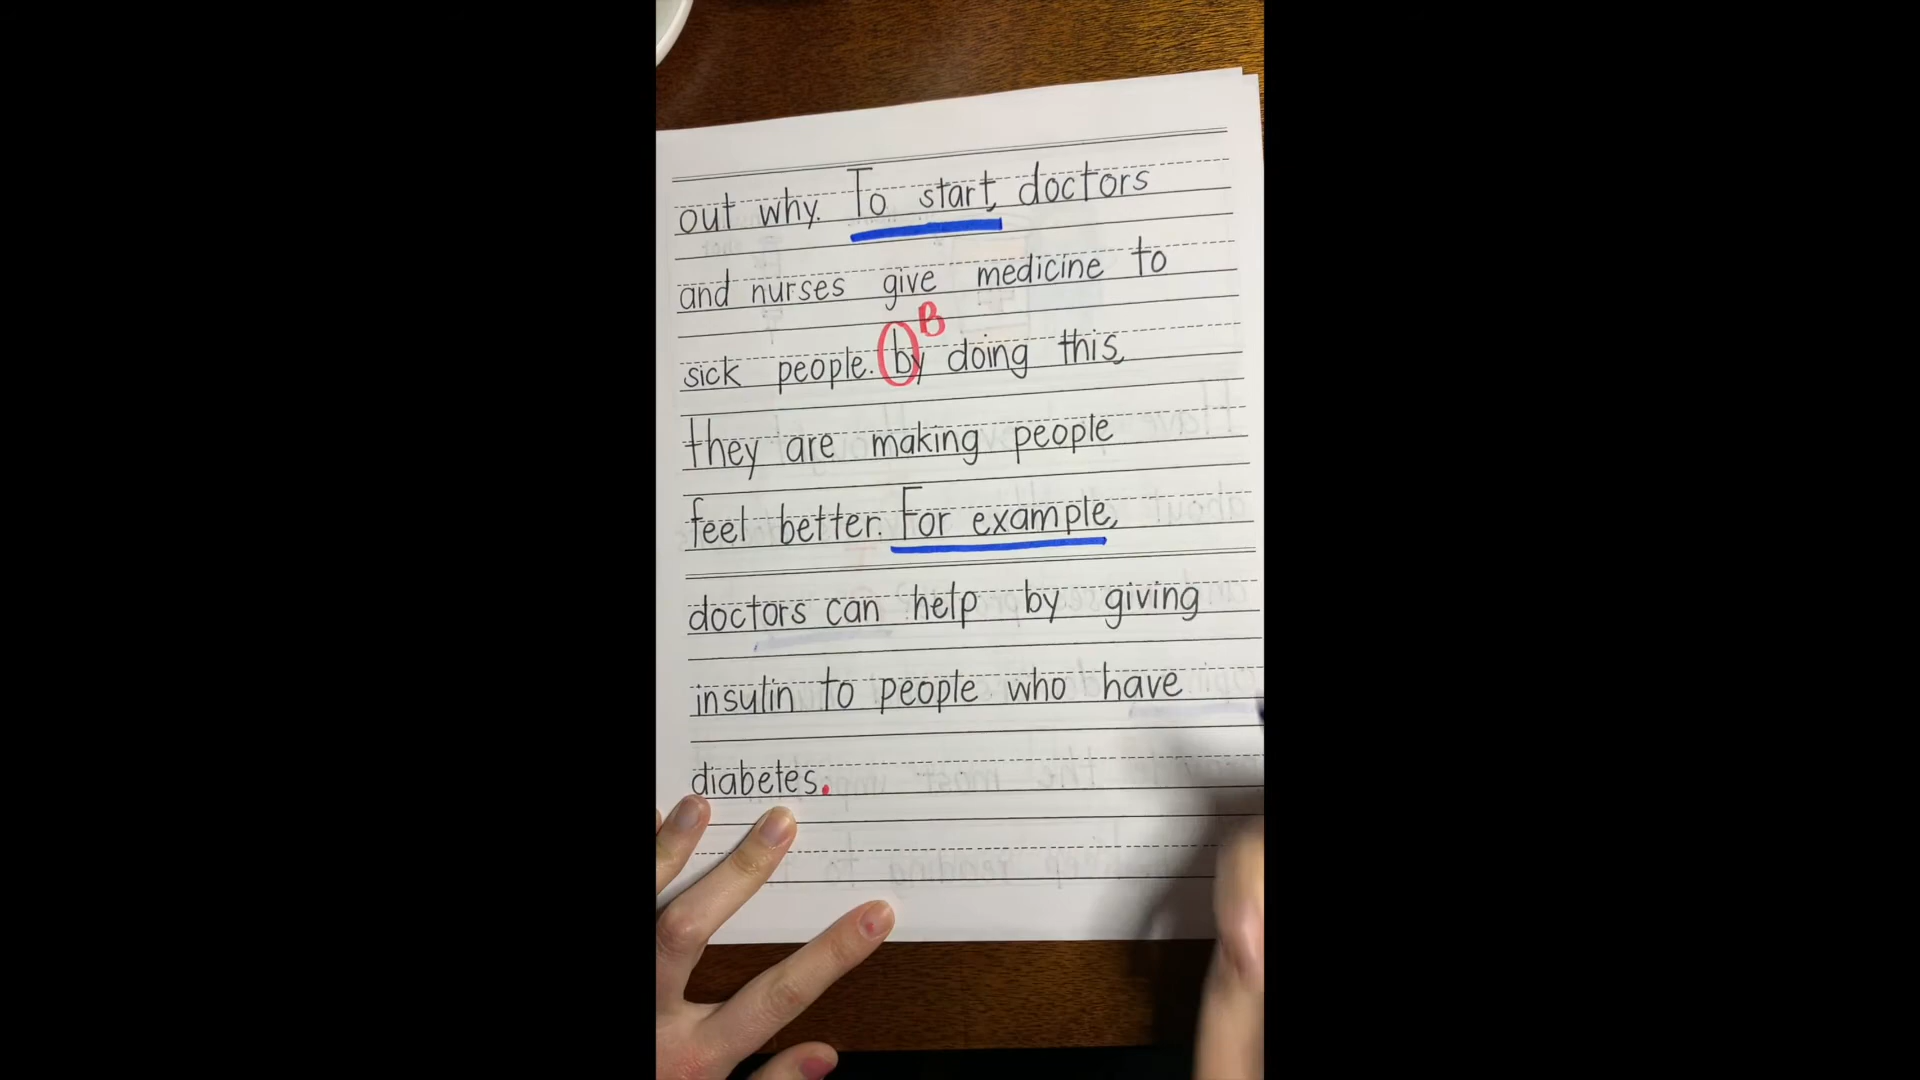 out why. To start, doctors
and nurses give medicine to
B
sick people. by doing this,
they are making people
feel better. For example,
doctors can help by giving
insulin to people who have
diabetes.